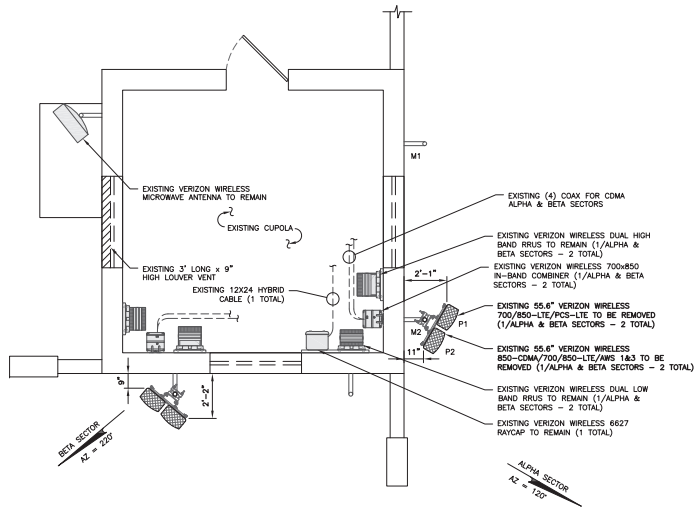 M1
EXISTING VERIZON WIRELESS
MICROWAVE ANTENNA TO REMAIN
EXISTING (4) COAX FOR CDMA
ALPHA & BETA SECTORS
EXISTING CUPOLA
EXISTING VERIZON WIRELESS DUAL HIGH
BAND RRUS TO REMAIN (1/ALPHA &
BETA SECTORS - 2 TOTAL)
EXISTING 3' LONG x 9"
HIGH LOUVER VENT
2'-1"
EXISTING VERIZON WIRELESS 700x850
IN-BAND COMBINER (1/ALPHA & BETA
SECTORS - 2 TOTAL)
EXISTING 12X24 HYBRID
CABLE (1 TOTAL)
EXISTING 55.6" VERIZON WIRELESS
700/850-LTE/PCS-LTE TO BE REMOVED
(1/ALPHA & BETA SECTORS - 2 TOTAL)
P1
M2
P2
11"
EXISTING 55.6" VERIZON WIRELESS
850-CDMA/700/850-LTE/AWS 1&3 TO BE
REMOVED (1/ALPHA & BETA SECTORS - 2 TOTAL)
9"
2'-2"
EXISTING VERIZON WIRELESS DUAL LOW
BAND RRUS TO REMAIN (1/ALPHA &
BETA SECTORS - 2 TOTAL)
EXISTING VERIZON WIRELESS 6627
RAYCAP TO REMAIN (1 TOTAL)
BETA SECTOR
AZ = 220°
ALPHA SECTOR
AZ = 120°